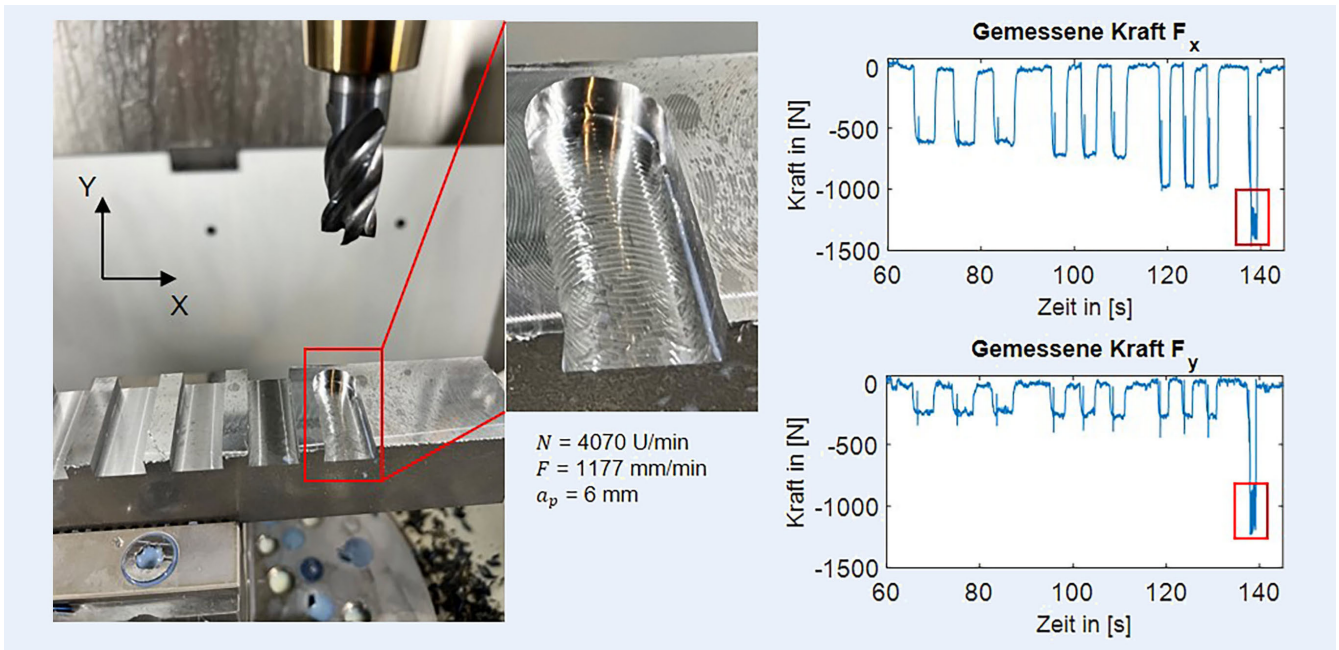 Y
X
N = 4070 U/min
F = 1177 mm/min
a_p = 6 mm
Gemessene Kraft F_x
Kraft in [N]
0
-500
-1000
-1500
60 80 100 120 140
Zeit in [s]
Gemessene Kraft F_y
Kraft in [N]
0
-500
-1000
-1500
60 80 100 120 140
Zeit in [s]